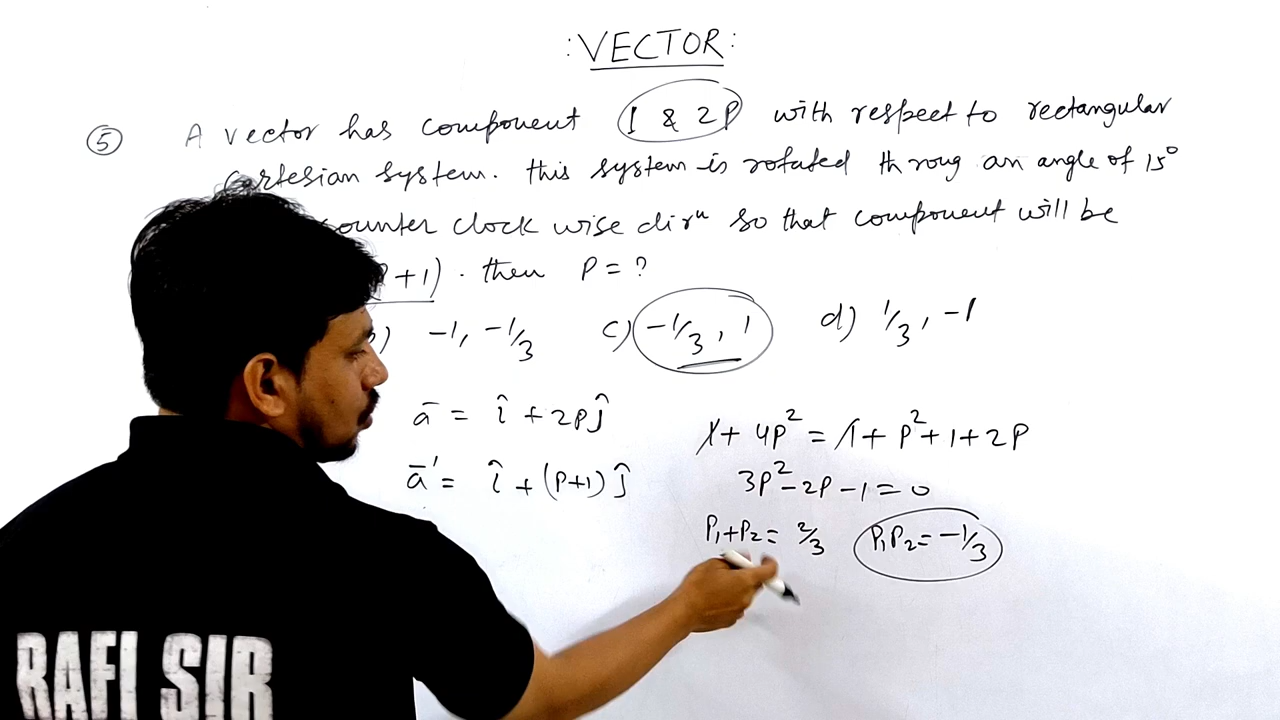 : VECTOR :
⑤ A vector has component 1 & 2P with respect to rectangular
cartesian system. this system is rotated throug an angle of 15°
counter clock wise dirⁿ so that component will be
P + 1) . then P = ?
) -1, -1/3 c) -1/3, 1 d) 1/3, -1
ā = î + 2pĵ
ā' = î + (P+1) ĵ
1 + 4P² = 1 + P² + 1 + 2P
3P² - 2P - 1 = 0
P₁+P₂ = 2/3 P₁P₂ = -1/3
RAFI SIR